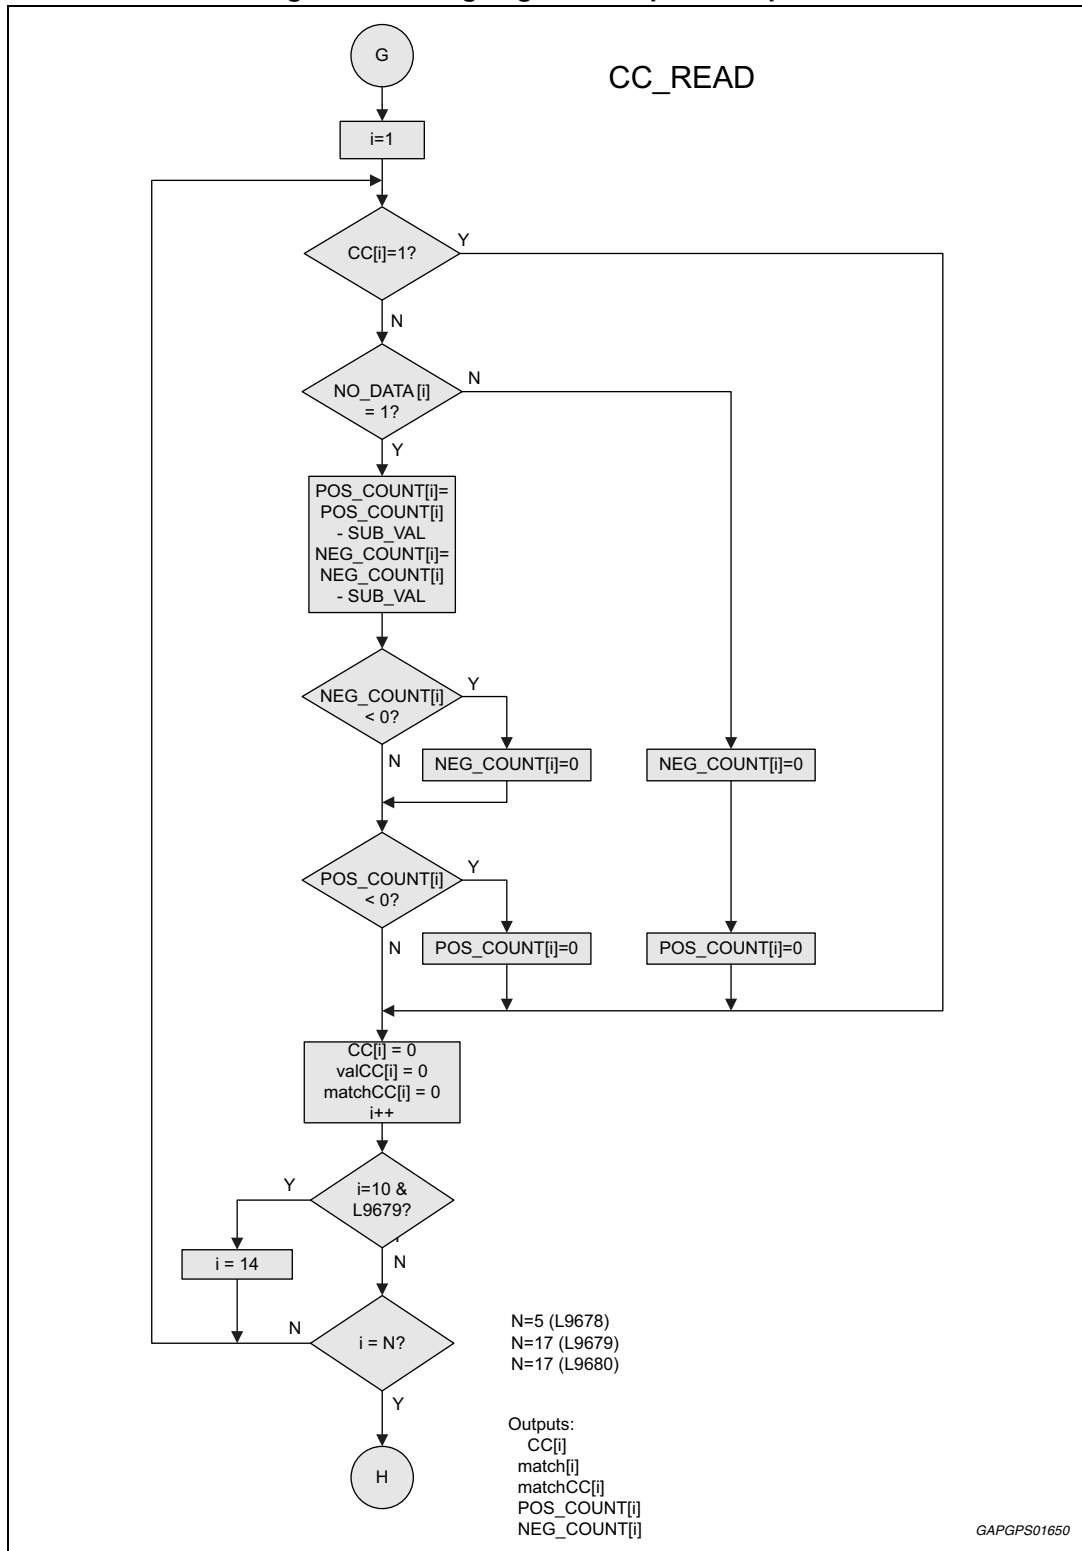 G
CC_READ
i=1
CC[i]=1?
Y
N
NO_DATA[i]
= 1?
N
Y
POS_COUNT[i]=
POS_COUNT[i]
- SUB_VAL
NEG_COUNT[i]=
NEG_COUNT[i]
- SUB_VAL
NEG_COUNT[i]
< 0?
Y
N
NEG_COUNT[i]=0
NEG_COUNT[i]=0
POS_COUNT[i]
< 0?
Y
N
POS_COUNT[i]=0
POS_COUNT[i]=0
CC[i] = 0
valCC[i] = 0
matchCC[i] = 0
i++
i=10 &
L9679?
Y
N
i = 14
i = N?
N
Y
N=5 (L9678)
N=17 (L9679)
N=17 (L9680)
H
Outputs:
CC[i]
match[i]
matchCC[i]
POS_COUNT[i]
NEG_COUNT[i]
GAPGPS01650